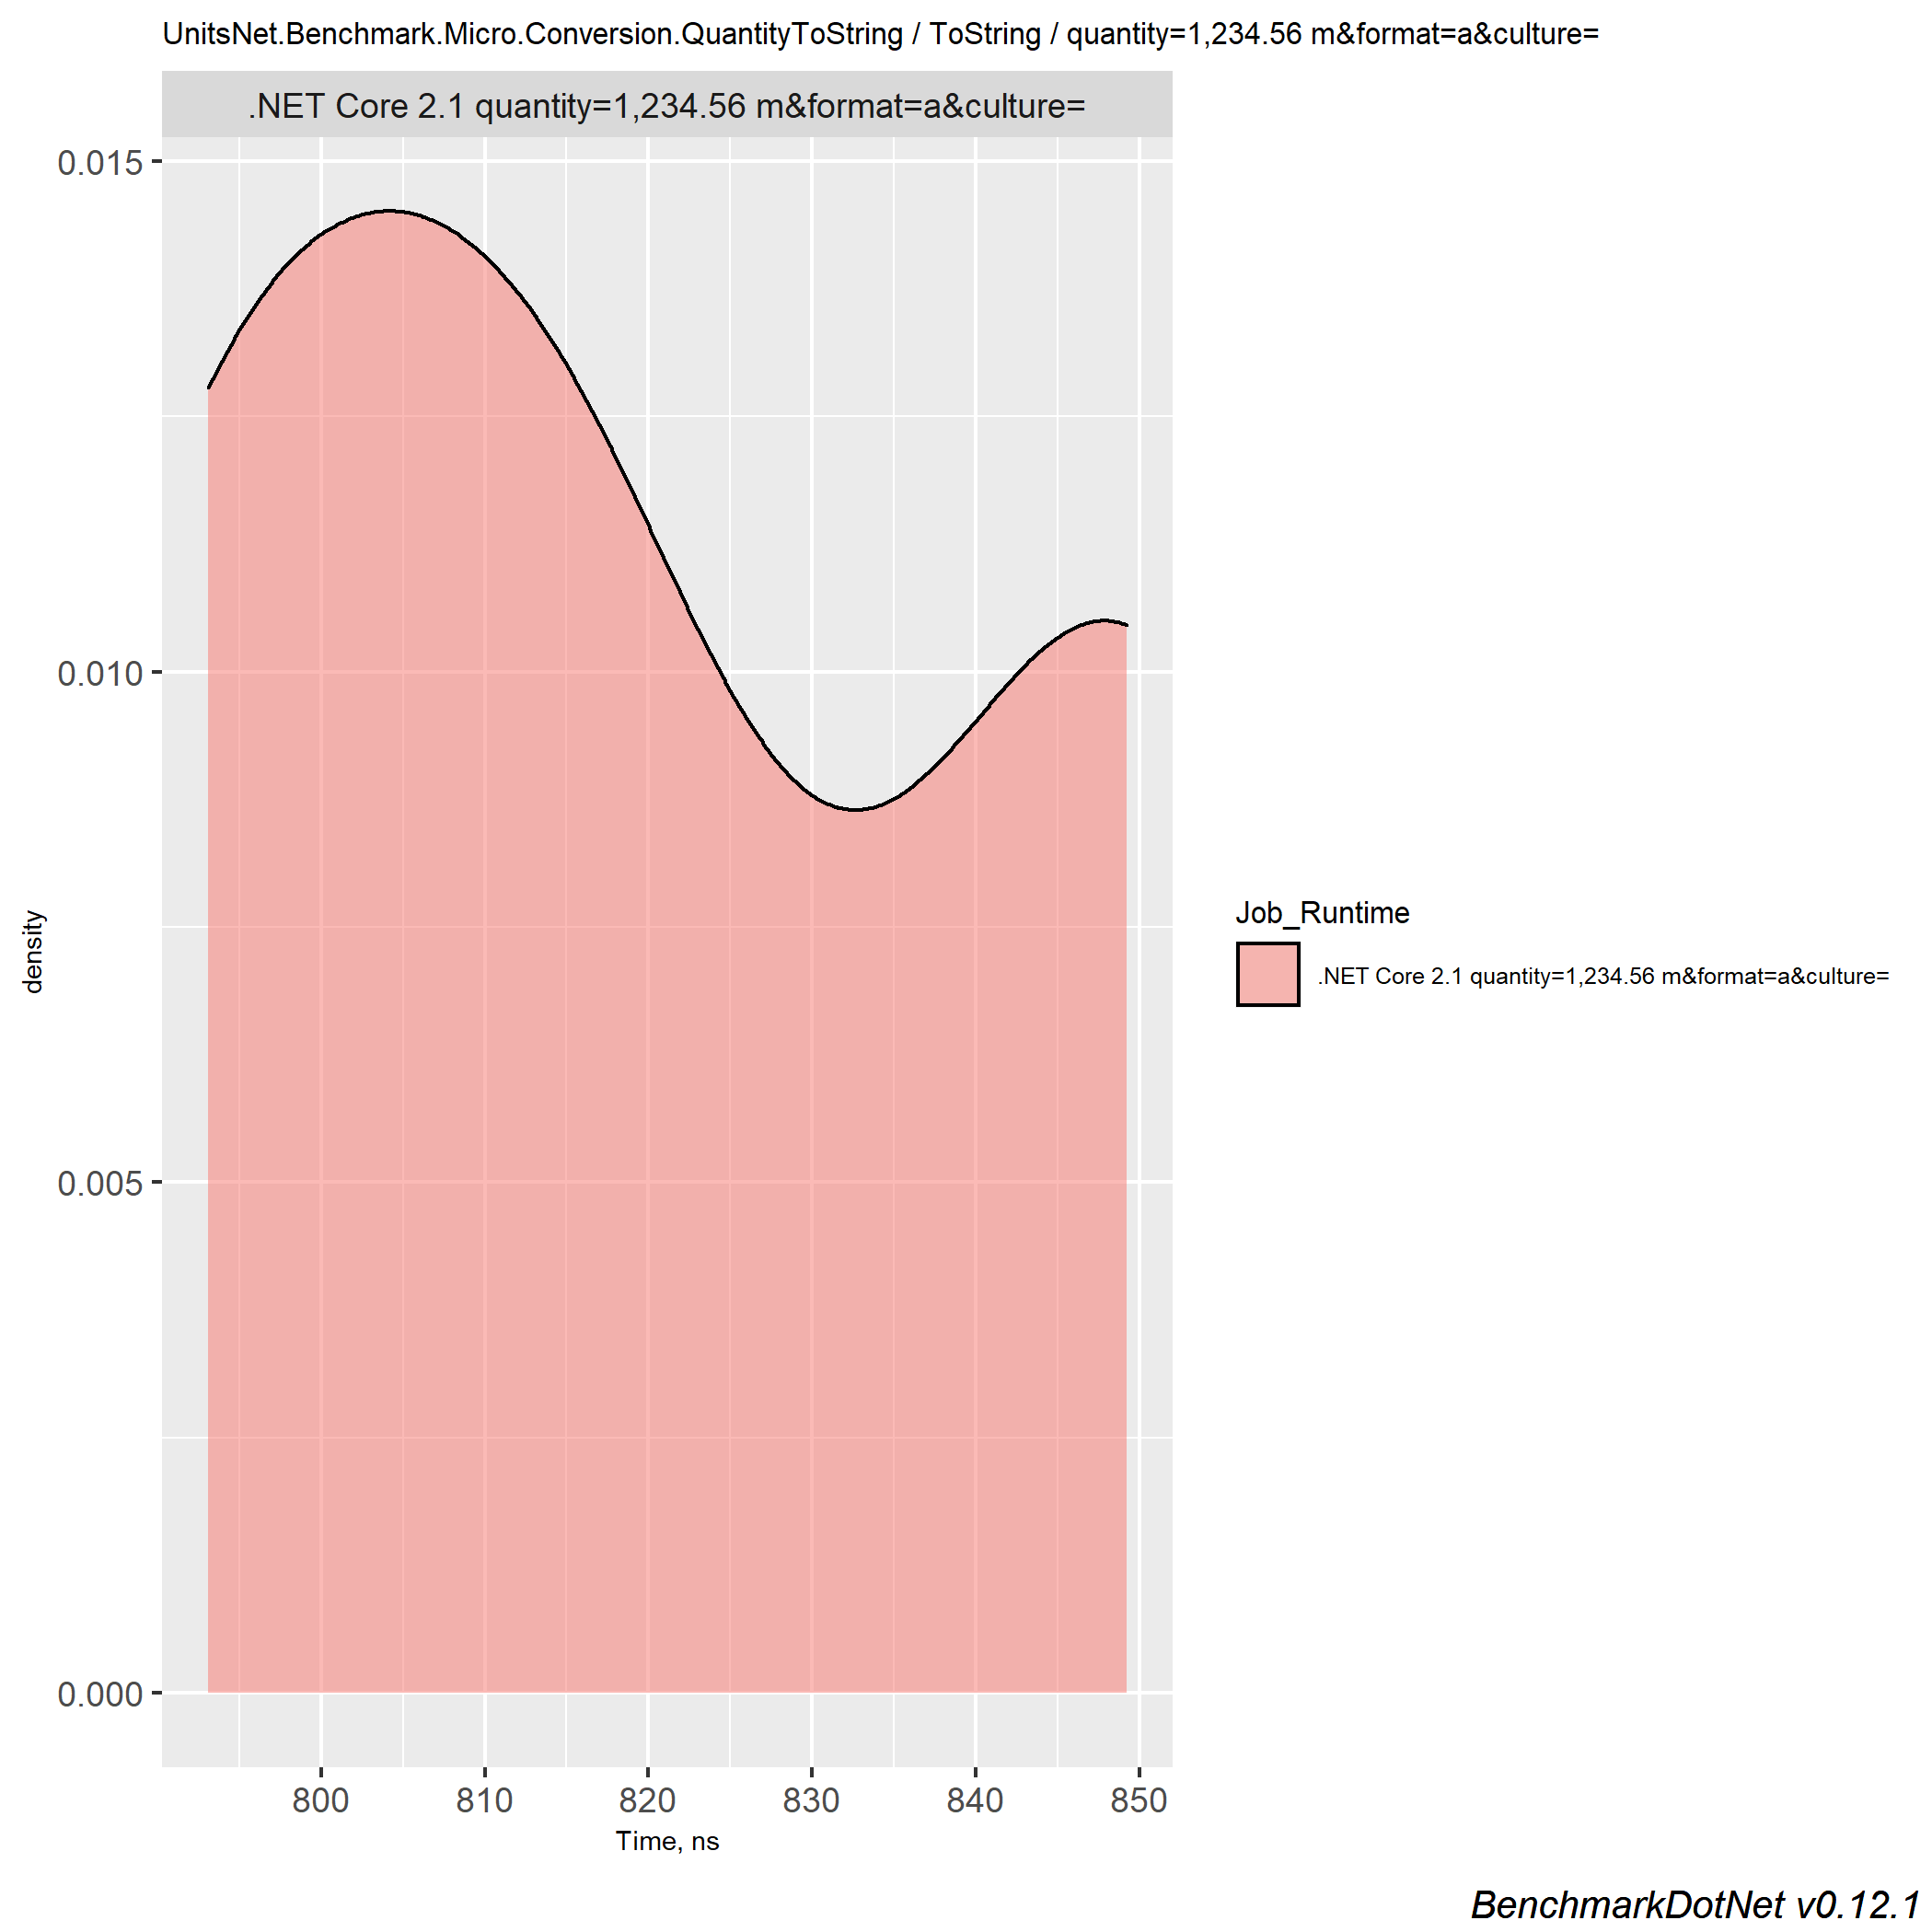 UnitsNet.Benchmark.Micro.Conversion.QuantityToString / ToString / quantity=1,234.56 m&format=a&culture=
.NET Core 2.1 quantity=1,234.56 m&format=a&culture=
0.015
0.010
0.005
0.000
density
800 810 820 830 840 850
Time, ns
Job_Runtime
.NET Core 2.1 quantity=1,234.56 m&format=a&culture=
BenchmarkDotNet v0.12.1